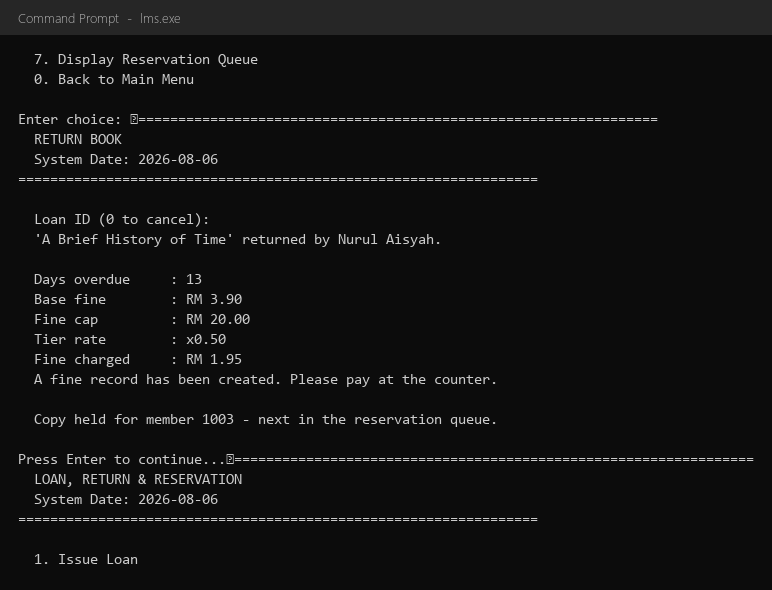 Command Prompt - lms.exe
7. Display Reservation Queue
0. Back to Main Menu
Enter choice: =================================================================
RETURN BOOK
System Date: 2026-08-06
=================================================================
Loan ID (0 to cancel):
'A Brief History of Time' returned by Nurul Aisyah.
Days overdue : 13
Base fine : RM 3.90
Fine cap : RM 20.00
Tier rate : x0.50
Fine charged : RM 1.95
A fine record has been created. Please pay at the counter.
Copy held for member 1003 - next in the reservation queue.
Press Enter to continue...=================================================================
LOAN, RETURN & RESERVATION
System Date: 2026-08-06
=================================================================
1. Issue Loan